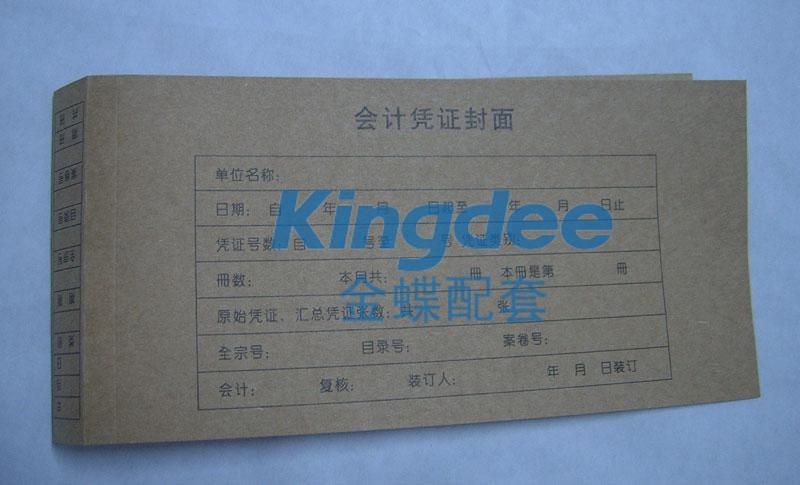 会计凭证封面
单位名称:
日期: 自 年 月 日起至 年 月 日止
凭证号数: 自 号至 号 凭证类别:
册数: 本月共: 册 本册是第 册
原始凭证、汇总凭证张数: 共 张
全宗号: 目录号: 案卷号:
会计: 复核: 装订人: 年 月 日装订
Kingdee
金蝶配套